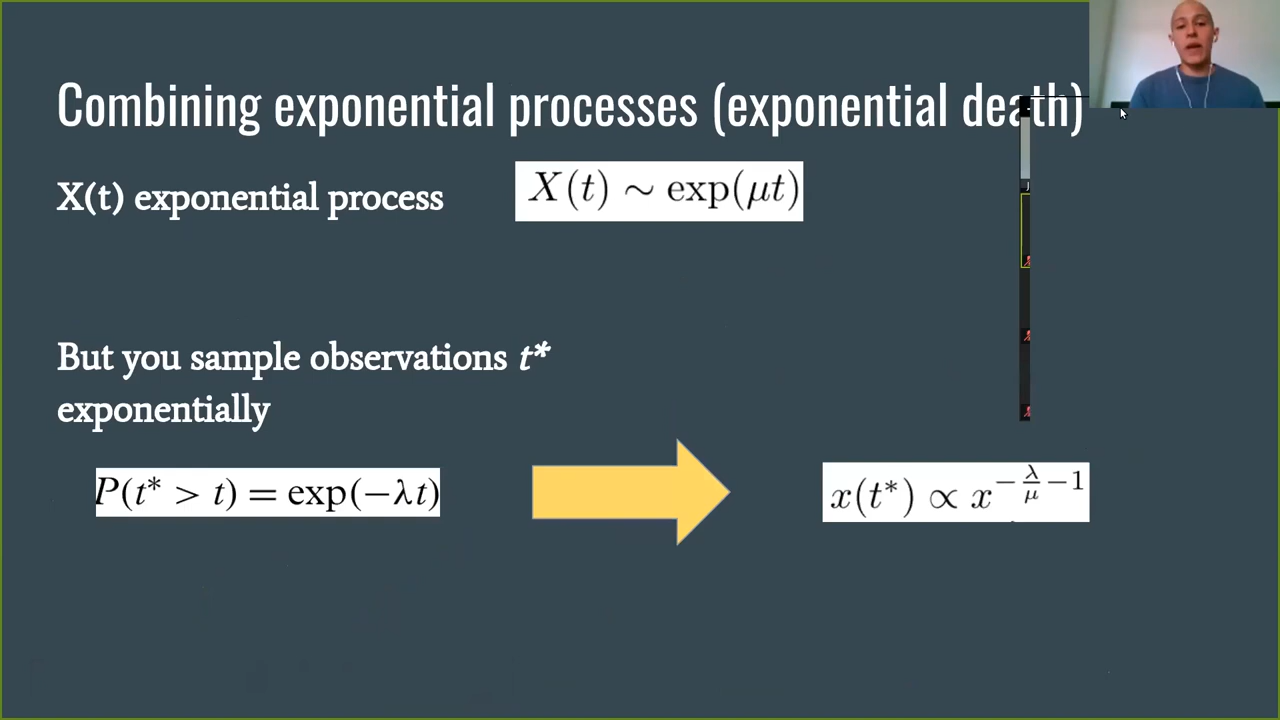 Combining exponential processes (exponential death)
X(t) exponential process
X(t) ∼ exp(μt)
But you sample observations t*
exponentially
P(t* > t) = exp(−λt)
x(t*) ∝ x^{−λ/μ−1}